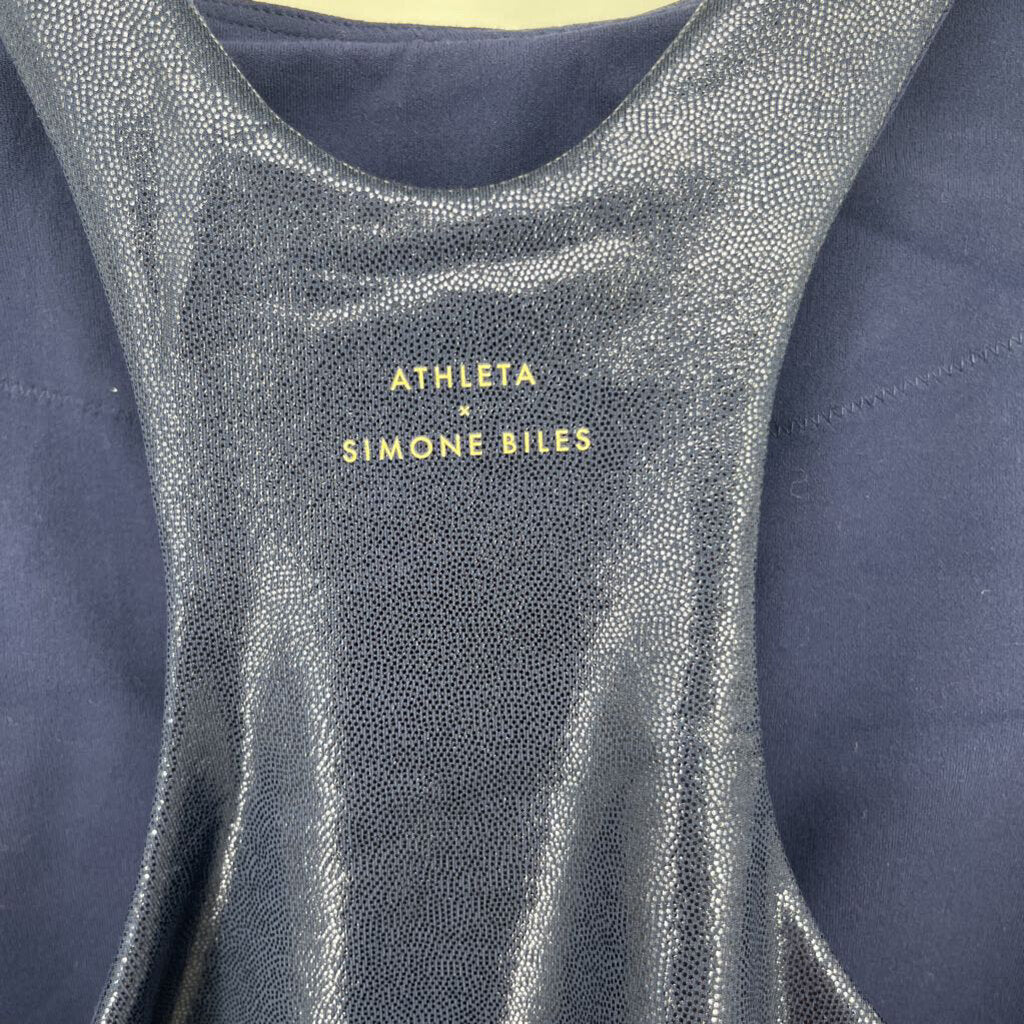 ATHLETA
×
SIMONE BILES